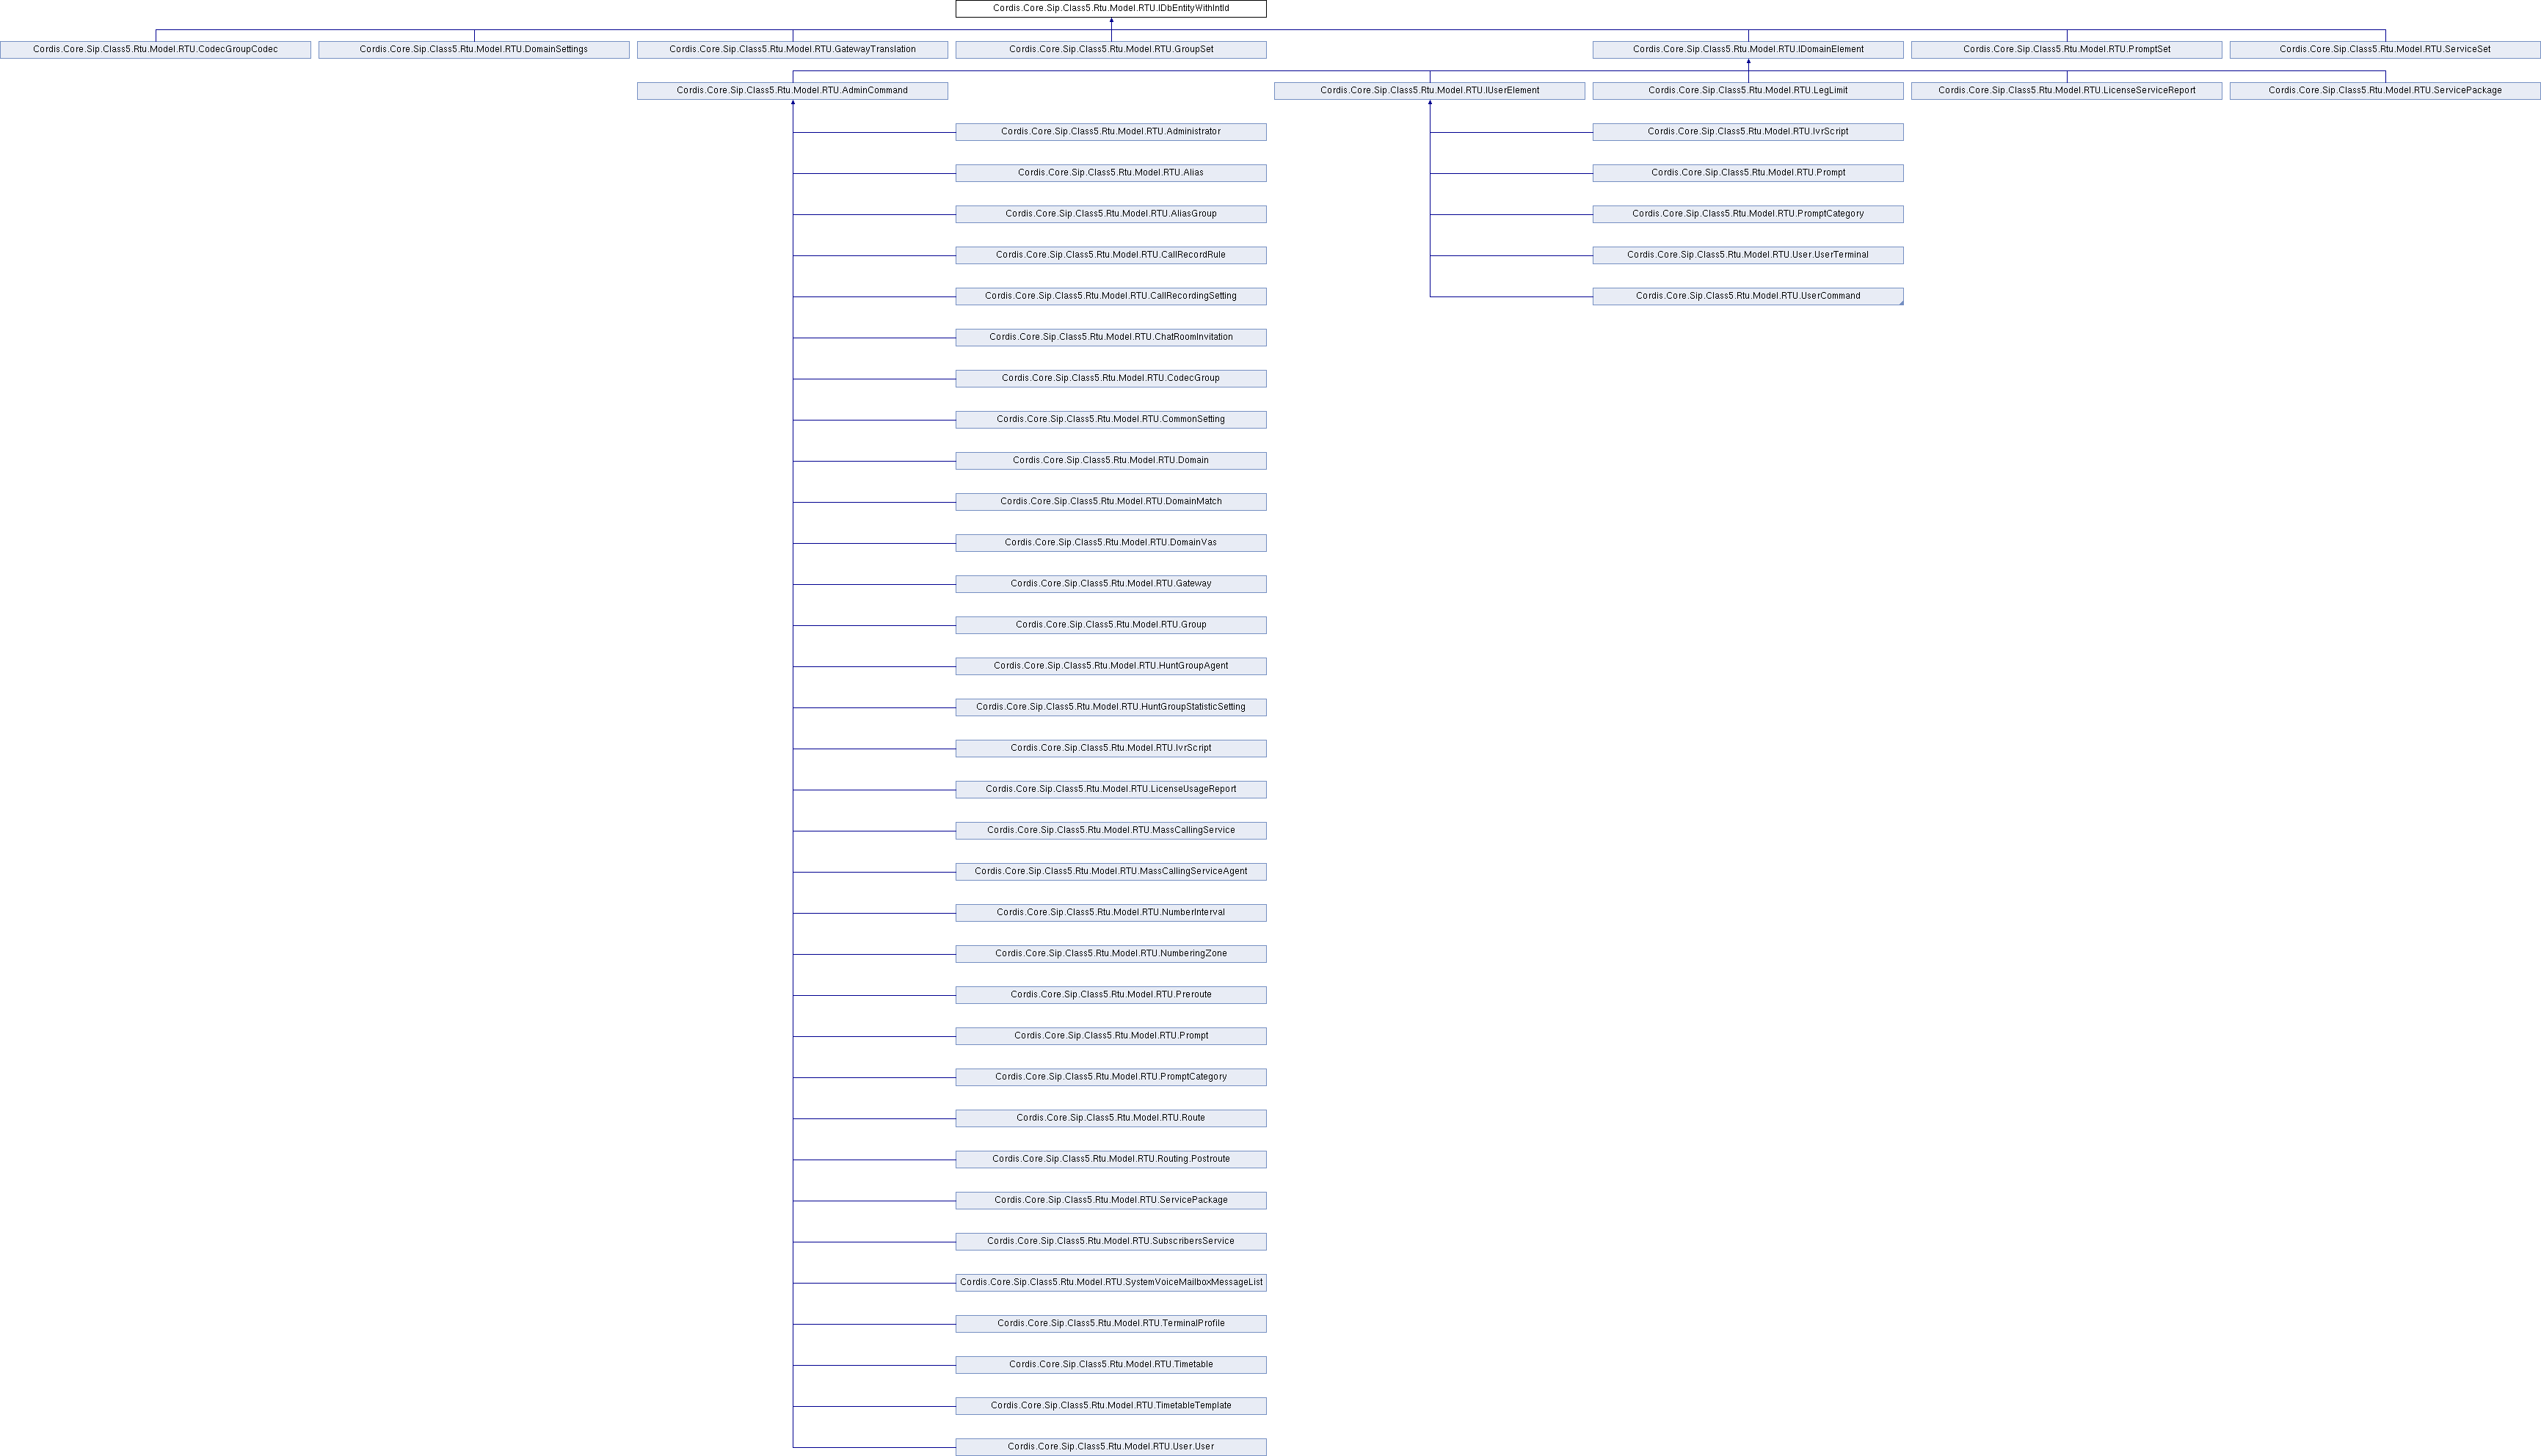 Cordis.Core.Sip.Class5.Rtu.Model.RTU.IDbEntityWithIntId
Cordis.Core.Sip.Class5.Rtu.Model.RTU.CodecGroupCodec
Cordis.Core.Sip.Class5.Rtu.Model.RTU.DomainSettings
Cordis.Core.Sip.Class5.Rtu.Model.RTU.GatewayTranslation
Cordis.Core.Sip.Class5.Rtu.Model.RTU.GroupSet
Cordis.Core.Sip.Class5.Rtu.Model.RTU.IDomainElement
Cordis.Core.Sip.Class5.Rtu.Model.RTU.PromptSet
Cordis.Core.Sip.Class5.Rtu.Model.RTU.ServiceSet
Cordis.Core.Sip.Class5.Rtu.Model.RTU.AdminCommand
Cordis.Core.Sip.Class5.Rtu.Model.RTU.IUserElement
Cordis.Core.Sip.Class5.Rtu.Model.RTU.LegLimit
Cordis.Core.Sip.Class5.Rtu.Model.RTU.LicenseServiceReport
Cordis.Core.Sip.Class5.Rtu.Model.RTU.ServicePackage
Cordis.Core.Sip.Class5.Rtu.Model.RTU.Administrator
Cordis.Core.Sip.Class5.Rtu.Model.RTU.IvrScript
Cordis.Core.Sip.Class5.Rtu.Model.RTU.Alias
Cordis.Core.Sip.Class5.Rtu.Model.RTU.Prompt
Cordis.Core.Sip.Class5.Rtu.Model.RTU.AliasGroup
Cordis.Core.Sip.Class5.Rtu.Model.RTU.PromptCategory
Cordis.Core.Sip.Class5.Rtu.Model.RTU.CallRecordRule
Cordis.Core.Sip.Class5.Rtu.Model.RTU.User.UserTerminal
Cordis.Core.Sip.Class5.Rtu.Model.RTU.CallRecordingSetting
Cordis.Core.Sip.Class5.Rtu.Model.RTU.UserCommand
Cordis.Core.Sip.Class5.Rtu.Model.RTU.ChatRoomInvitation
Cordis.Core.Sip.Class5.Rtu.Model.RTU.CodecGroup
Cordis.Core.Sip.Class5.Rtu.Model.RTU.CommonSetting
Cordis.Core.Sip.Class5.Rtu.Model.RTU.Domain
Cordis.Core.Sip.Class5.Rtu.Model.RTU.DomainMatch
Cordis.Core.Sip.Class5.Rtu.Model.RTU.DomainVas
Cordis.Core.Sip.Class5.Rtu.Model.RTU.Gateway
Cordis.Core.Sip.Class5.Rtu.Model.RTU.Group
Cordis.Core.Sip.Class5.Rtu.Model.RTU.HuntGroupAgent
Cordis.Core.Sip.Class5.Rtu.Model.RTU.HuntGroupStatisticSetting
Cordis.Core.Sip.Class5.Rtu.Model.RTU.IvrScript
Cordis.Core.Sip.Class5.Rtu.Model.RTU.LicenseUsageReport
Cordis.Core.Sip.Class5.Rtu.Model.RTU.MassCallingService
Cordis.Core.Sip.Class5.Rtu.Model.RTU.MassCallingServiceAgent
Cordis.Core.Sip.Class5.Rtu.Model.RTU.NumberInterval
Cordis.Core.Sip.Class5.Rtu.Model.RTU.NumberingZone
Cordis.Core.Sip.Class5.Rtu.Model.RTU.Preroute
Cordis.Core.Sip.Class5.Rtu.Model.RTU.Prompt
Cordis.Core.Sip.Class5.Rtu.Model.RTU.PromptCategory
Cordis.Core.Sip.Class5.Rtu.Model.RTU.Route
Cordis.Core.Sip.Class5.Rtu.Model.RTU.Routing.Postroute
Cordis.Core.Sip.Class5.Rtu.Model.RTU.ServicePackage
Cordis.Core.Sip.Class5.Rtu.Model.RTU.SubscribersService
Cordis.Core.Sip.Class5.Rtu.Model.RTU.SystemVoiceMailboxMessageList
Cordis.Core.Sip.Class5.Rtu.Model.RTU.TerminalProfile
Cordis.Core.Sip.Class5.Rtu.Model.RTU.Timetable
Cordis.Core.Sip.Class5.Rtu.Model.RTU.TimetableTemplate
Cordis.Core.Sip.Class5.Rtu.Model.RTU.User.User